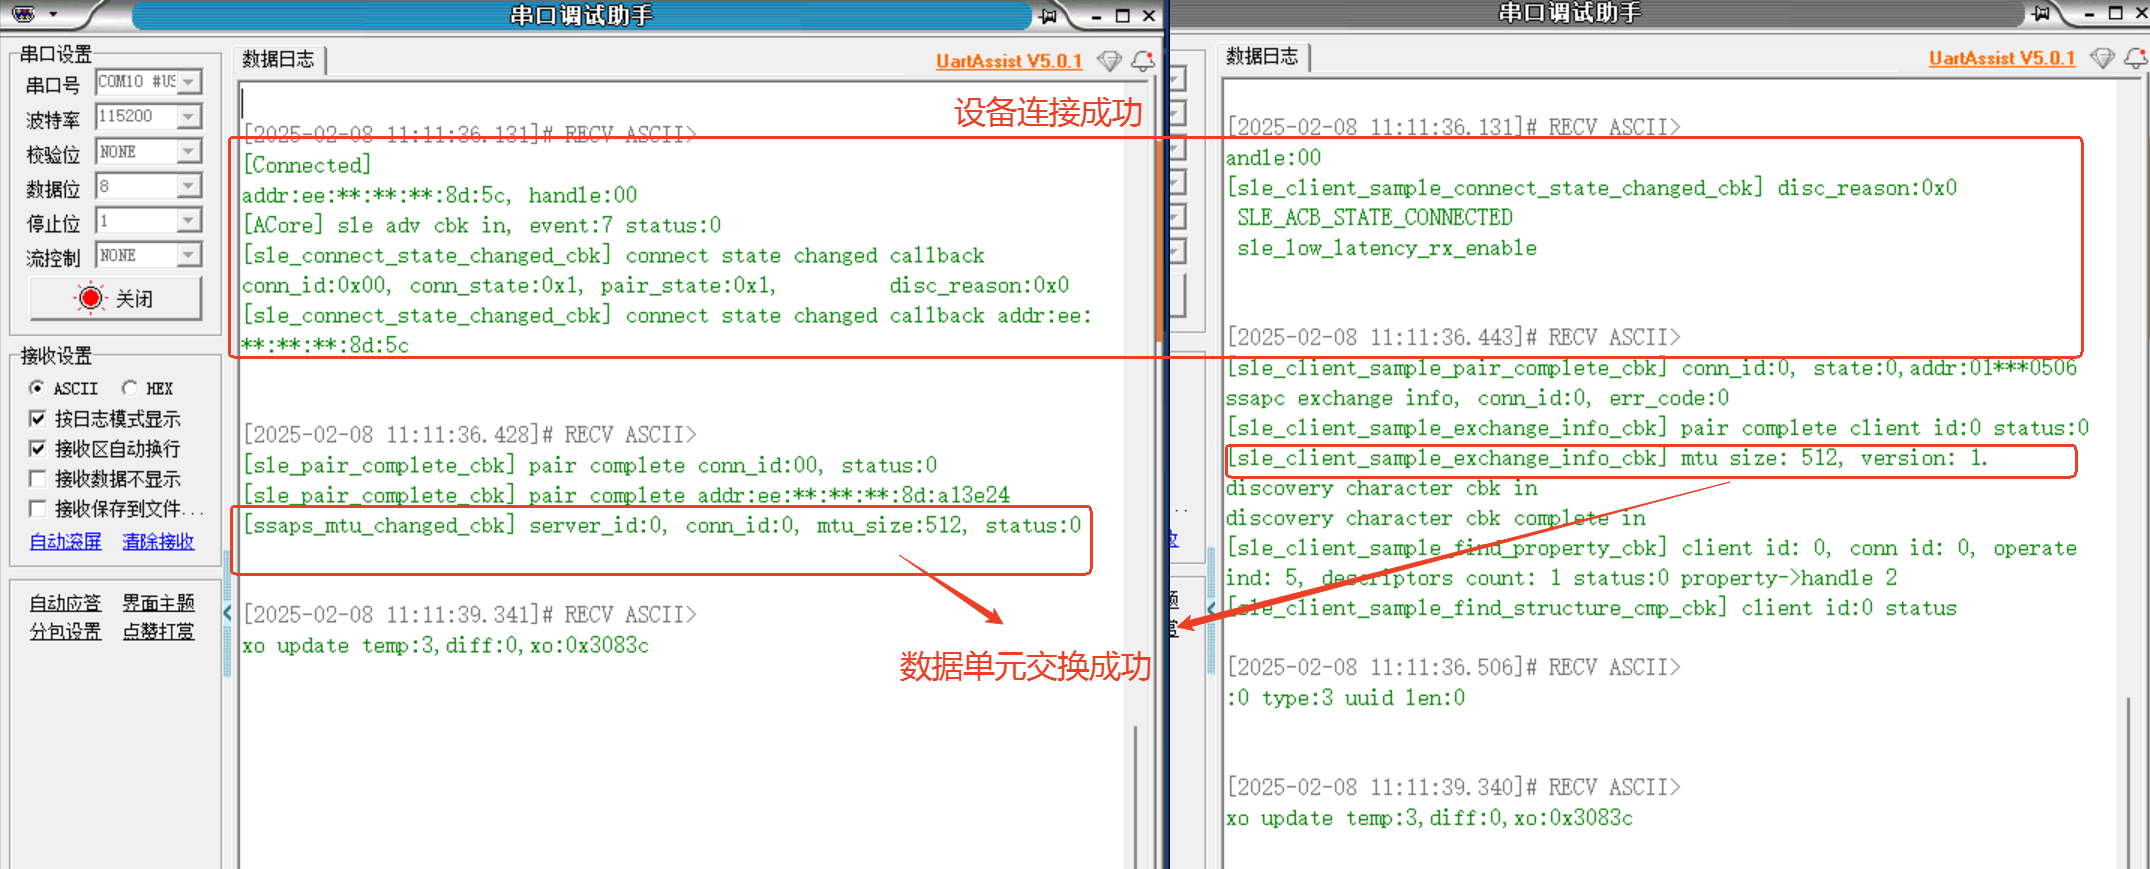 串口调试助手
串口设置
串口号 COM10 #US
波特率 115200
校验位 NONE
数据位 8
停止位 1
流控制 NONE
关闭
接收设置
ASCII HEX
按日志模式显示
接收区自动换行
接收数据不显示
接收保存到文件...
自动滚屏 清除接收
自动应答 界面主题
分包设置 点赞打赏
数据日志
UartAssist V5.0.1
设备连接成功
[2025-02-08 11:11:36.131]# RECV ASCII>
[Connected]
addr:ee:**:**:**:8d:5c, handle:00
[ACore] sle adv cbk in, event:7 status:0
[sle_connect_state_changed_cbk] connect state changed callback
conn_id:0x00, conn_state:0x1, pair_state:0x1, disc_reason:0x0
[sle_connect_state_changed_cbk] connect state changed callback addr:ee:
**:**:**:8d:5c
[2025-02-08 11:11:36.428]# RECV ASCII>
[sle_pair_complete_cbk] pair complete conn_id:00, status:0
[sle_pair_complete_cbk] pair complete addr:ee:**:**:**:8d:a13e24
[ssaps_mtu_changed_cbk] server_id:0, conn_id:0, mtu_size:512, status:0
[2025-02-08 11:11:39.341]# RECV ASCII>
xo update temp:3,diff:0,xo:0x3083c
数据单元交换成功
串口调试助手
数据日志
UartAssist V5.0.1
[2025-02-08 11:11:36.131]# RECV ASCII>
andle:00
[sle_client_sample_connect_state_changed_cbk] disc_reason:0x0
SLE_ACB_STATE_CONNECTED
sle_low_latency_rx_enable
[2025-02-08 11:11:36.443]# RECV ASCII>
[sle_client_sample_pair_complete_cbk] conn_id:0, state:0,addr:01***0506
ssapc exchange info, conn_id:0, err_code:0
[sle_client_sample_exchange_info_cbk] pair complete client id:0 status:0
[sle_client_sample_exchange_info_cbk] mtu size: 512, version: 1.
discovery character cbk in
discovery character cbk complete in
[sle_client_sample_find_property_cbk] client id: 0, conn id: 0, operate
ind: 5, descriptors count: 1 status:0 property->handle 2
[sle_client_sample_find_structure_cmp_cbk] client id:0 status
[2025-02-08 11:11:36.506]# RECV ASCII>
:0 type:3 uuid len:0
[2025-02-08 11:11:39.340]# RECV ASCII>
xo update temp:3,diff:0,xo:0x3083c